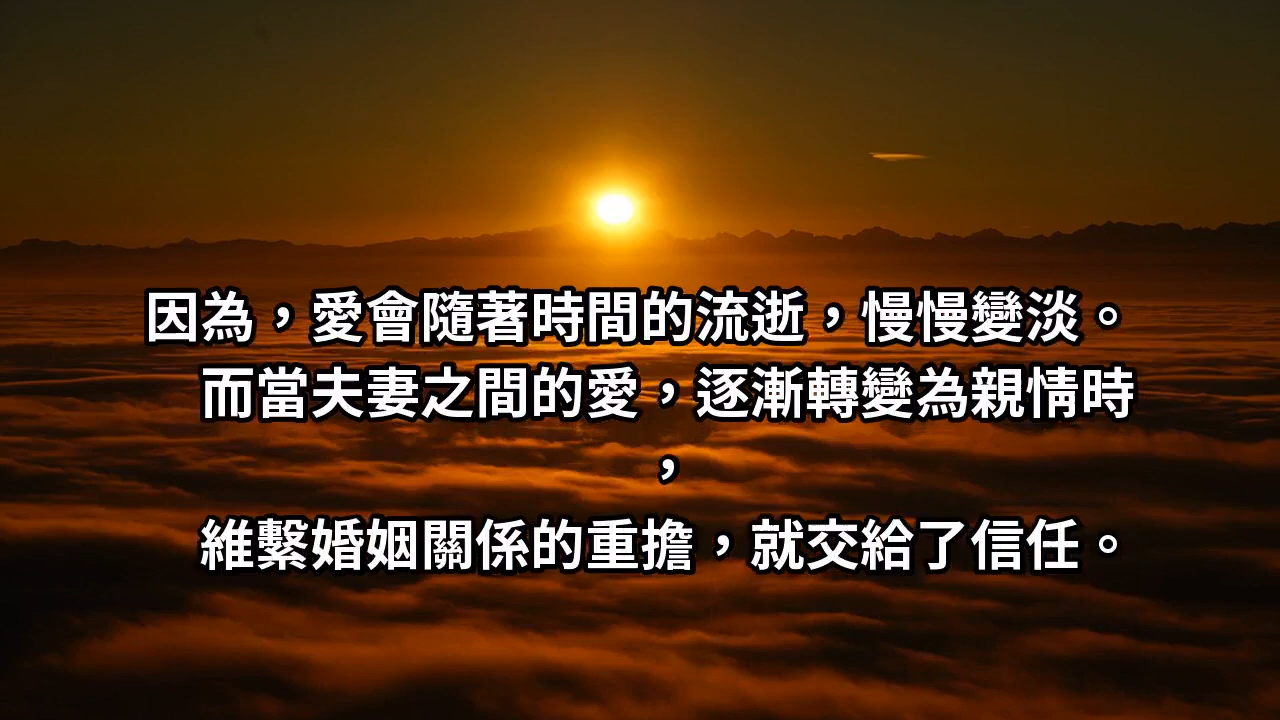 因為，愛會隨著時間的流逝，慢慢變淡。
而當夫妻之間的愛，逐漸轉變為親情時
，
維繫婚姻關係的重擔，就交給了信任。